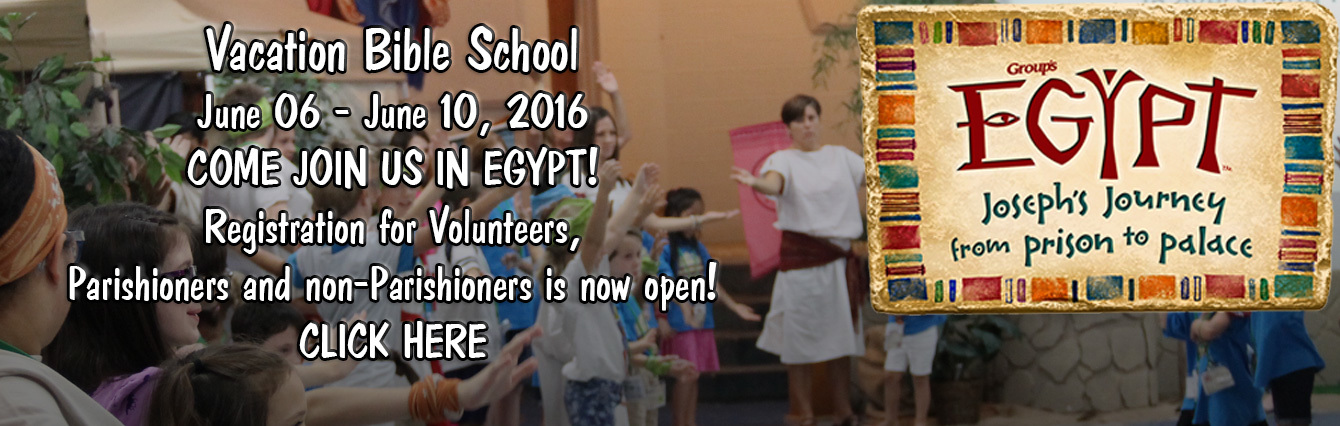 Vacation Bible School
June 06 - June 10, 2016
COME JOIN US IN EGYPT!
Registration for Volunteers,
Parishioners and non-Parishioners is now open!
CLICK HERE
Group's
EGYPT™
Joseph's Journey
from prison to palace